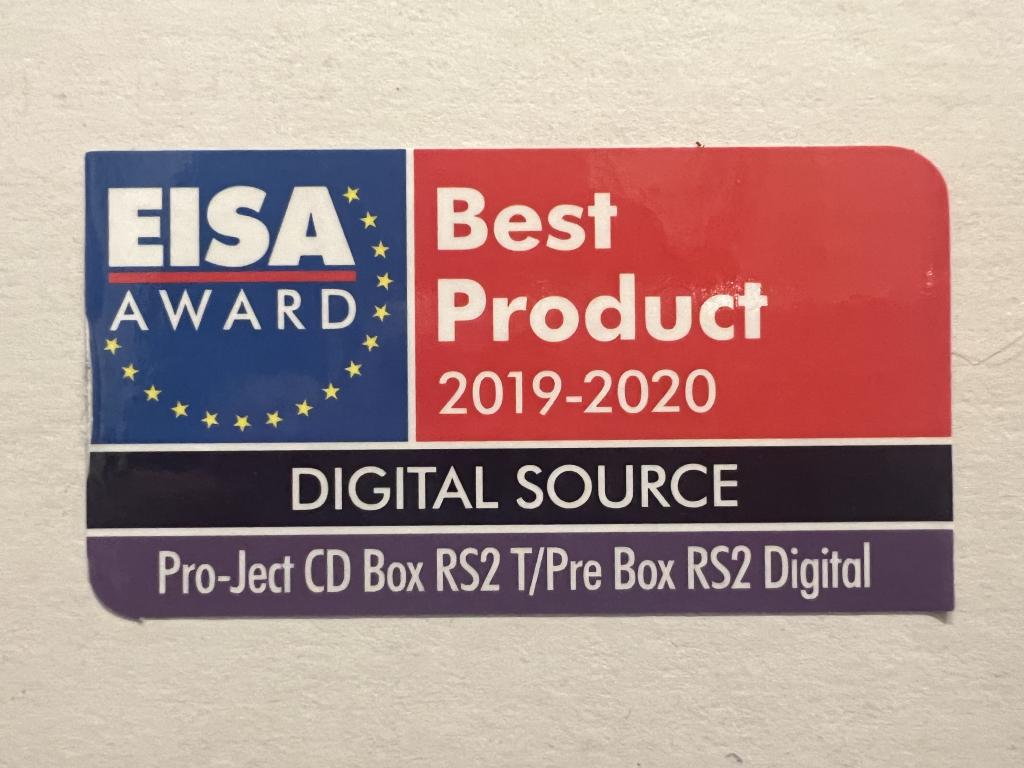 EISA
AWARD
Best
Product
2019-2020
DIGITAL SOURCE
Pro-Ject CD Box RS2 T/Pre Box RS2 Digital